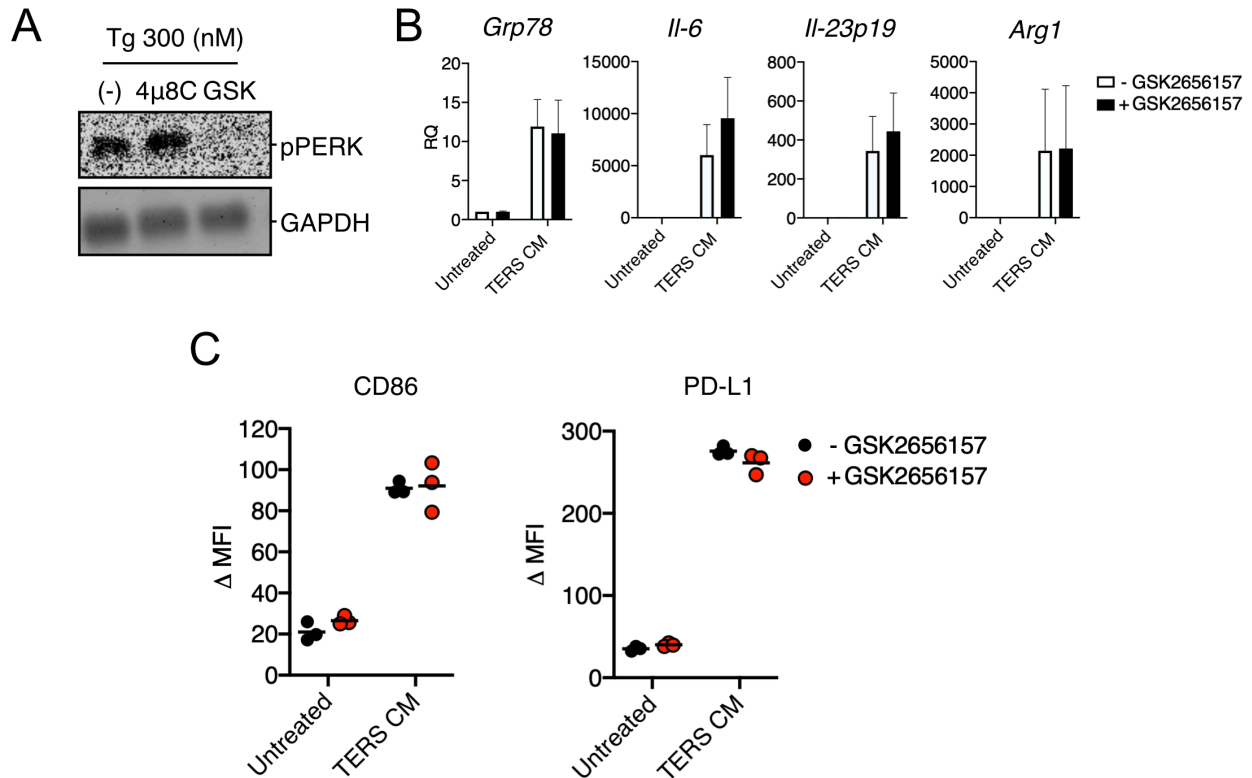 A
Tg 300 (nM)
(-) 4µ8C GSK
pPERK
GAPDH
B
Grp78
Il-6
Il-23p19
Arg1
RQ
20
15
10
5
0
15000
10000
5000
0
800
600
400
200
0
5000
4000
3000
2000
1000
0
Untreated
TERS CM
Untreated
TERS CM
Untreated
TERS CM
Untreated
TERS CM
- GSK2656157
+ GSK2656157
C
CD86
PD-L1
Δ MFI
120
100
80
60
40
20
0
Untreated
TERS CM
Δ MFI
300
200
100
0
Untreated
TERS CM
- GSK2656157
+ GSK2656157